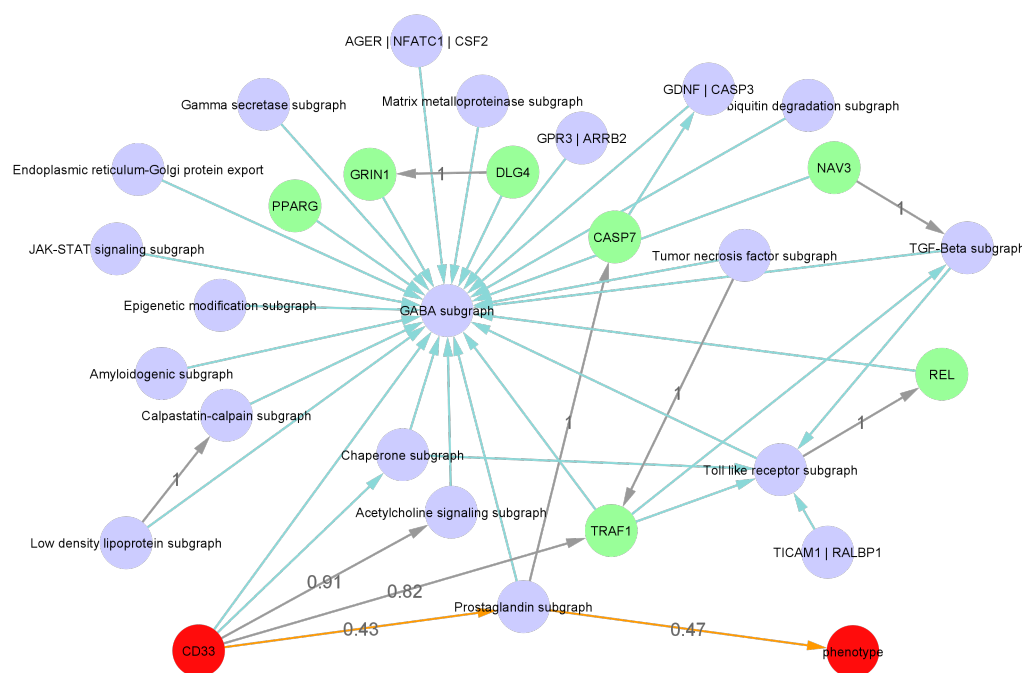 AGER | NFATC1 | CSF2
GDNF | CASP3
Gamma secretase subgraph
Matrix metalloproteinase subgraph
biquitin degradation subgraph
GPR3 | ARRB2
Endoplasmic reticulum-Golgi protein export
GRIN1
1
DLG4
NAV3
PPARG
1
CASP7
JAK-STAT signaling subgraph
Tumor necrosis factor subgraph
TGF-Beta subgraph
Epigenetic modification subgraph
GABA subgraph
Amyloidogenic subgraph
REL
1
Calpastatin-calpain subgraph
1
1
Chaperone subgraph
Toll like receptor subgraph
1
Acetylcholine signaling subgraph
TRAF1
Low density lipoprotein subgraph
TICAM1 | RALBP1
0.91
0.82
Prostaglandin subgraph
0.43
0.47
CD33
phenotype